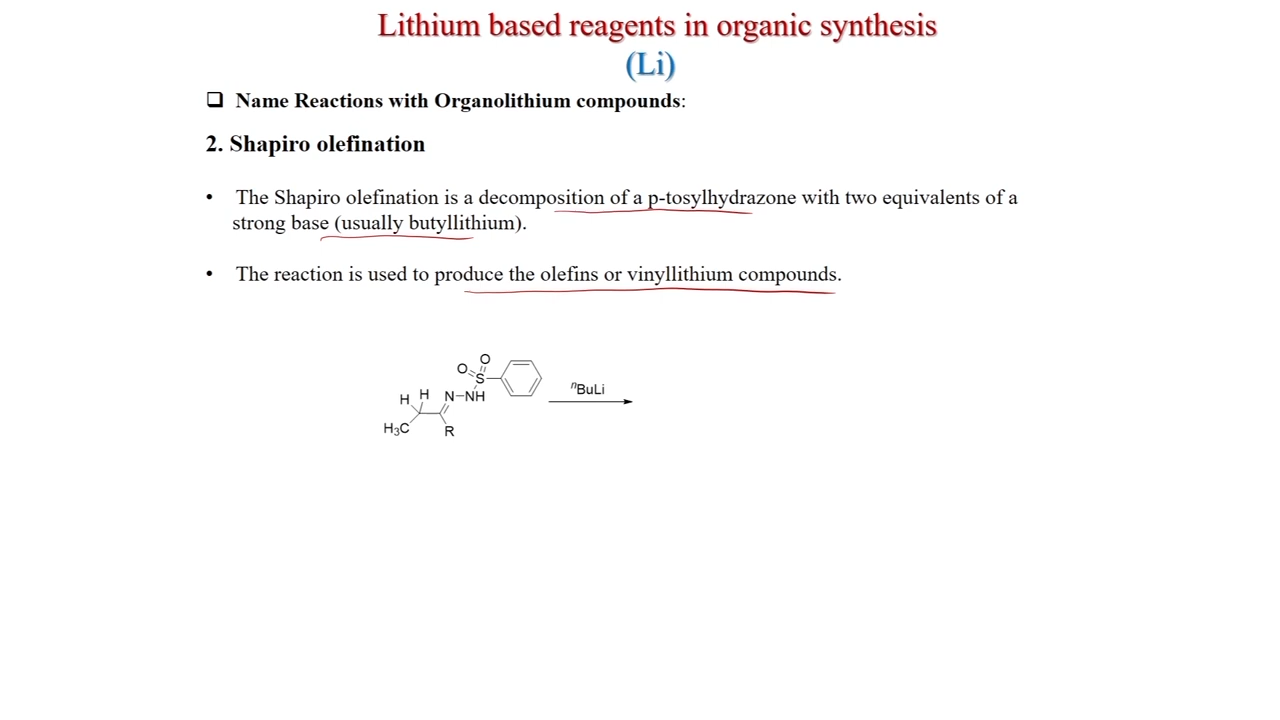 Lithium based reagents in organic synthesis
(Li)
❑ Name Reactions with Organolithium compounds:
2. Shapiro olefination
• The Shapiro olefination is a decomposition of a p-tosylhydrazone with two equivalents of a
strong base (usually butyllithium).
• The reaction is used to produce the olefins or vinyllithium compounds.
O
O
S
H H N-NH
H₃C
R
ⁿBuLi